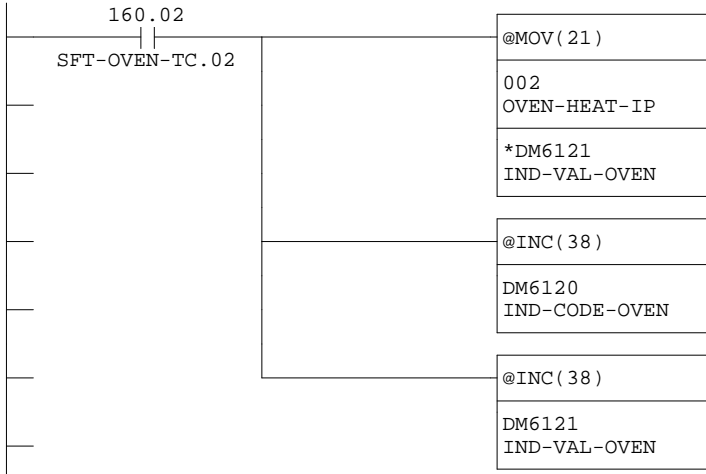 160.02
SFT-OVEN-TC.02
@MOV(21)
002
OVEN-HEAT-IP
*DM6121
IND-VAL-OVEN
@INC(38)
DM6120
IND-CODE-OVEN
@INC(38)
DM6121
IND-VAL-OVEN